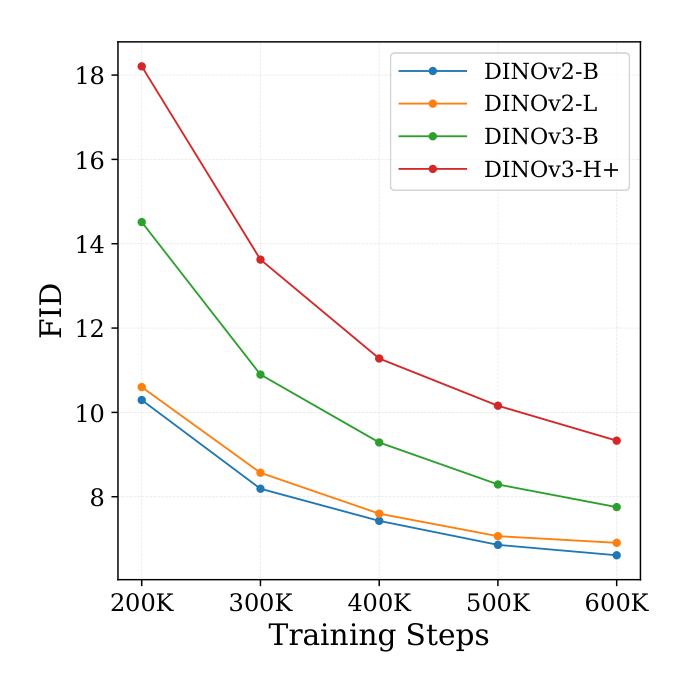 DINOv2-B
DINOv2-L
DINOv3-B
DINOv3-H+
FID
18
16
14
12
10
8
200K 300K 400K 500K 600K
Training Steps